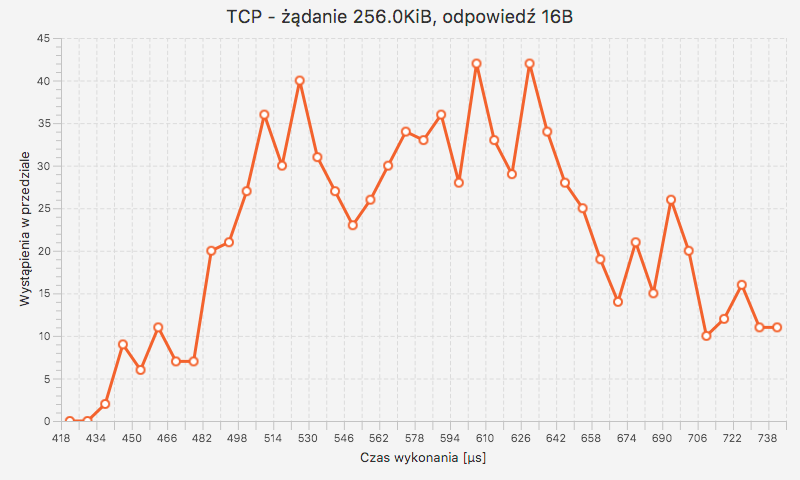 TCP - żądanie 256.0KiB, odpowiedź 16B
45
40
35
30
25
20
15
10
5
0
Wystąpienia w przedziale
418 434 450 466 482 498 514 530 546 562 578 594 610 626 642 658 674 690 706 722 738
Czas wykonania [µs]